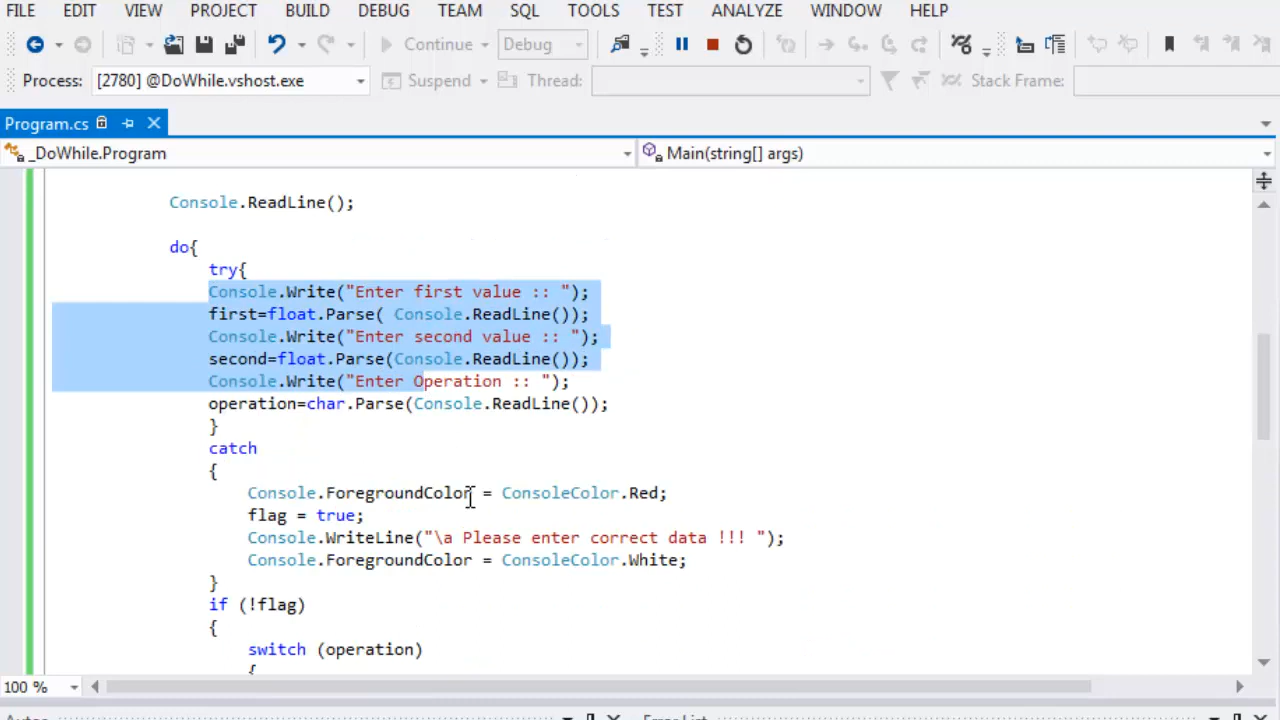 FILE EDIT VIEW PROJECT BUILD DEBUG TEAM SQL TOOLS TEST ANALYZE WINDOW HELP
Continue Debug
Process: [2780] @DoWhile.vshost.exe Suspend Thread: Stack Frame:
Program.cs
_DoWhile.Program Main(string[] args)
Console.ReadLine();
do{
try{
Console.Write("Enter first value :: ");
first=float.Parse( Console.ReadLine());
Console.Write("Enter second value :: ");
second=float.Parse(Console.ReadLine());
Console.Write("Enter Operation :: ");
operation=char.Parse(Console.ReadLine());
}
catch
{
Console.ForegroundColor = ConsoleColor.Red;
flag = true;
Console.WriteLine("\a Please enter correct data !!! ");
Console.ForegroundColor = ConsoleColor.White;
}
if (!flag)
{
switch (operation)
{
100 %